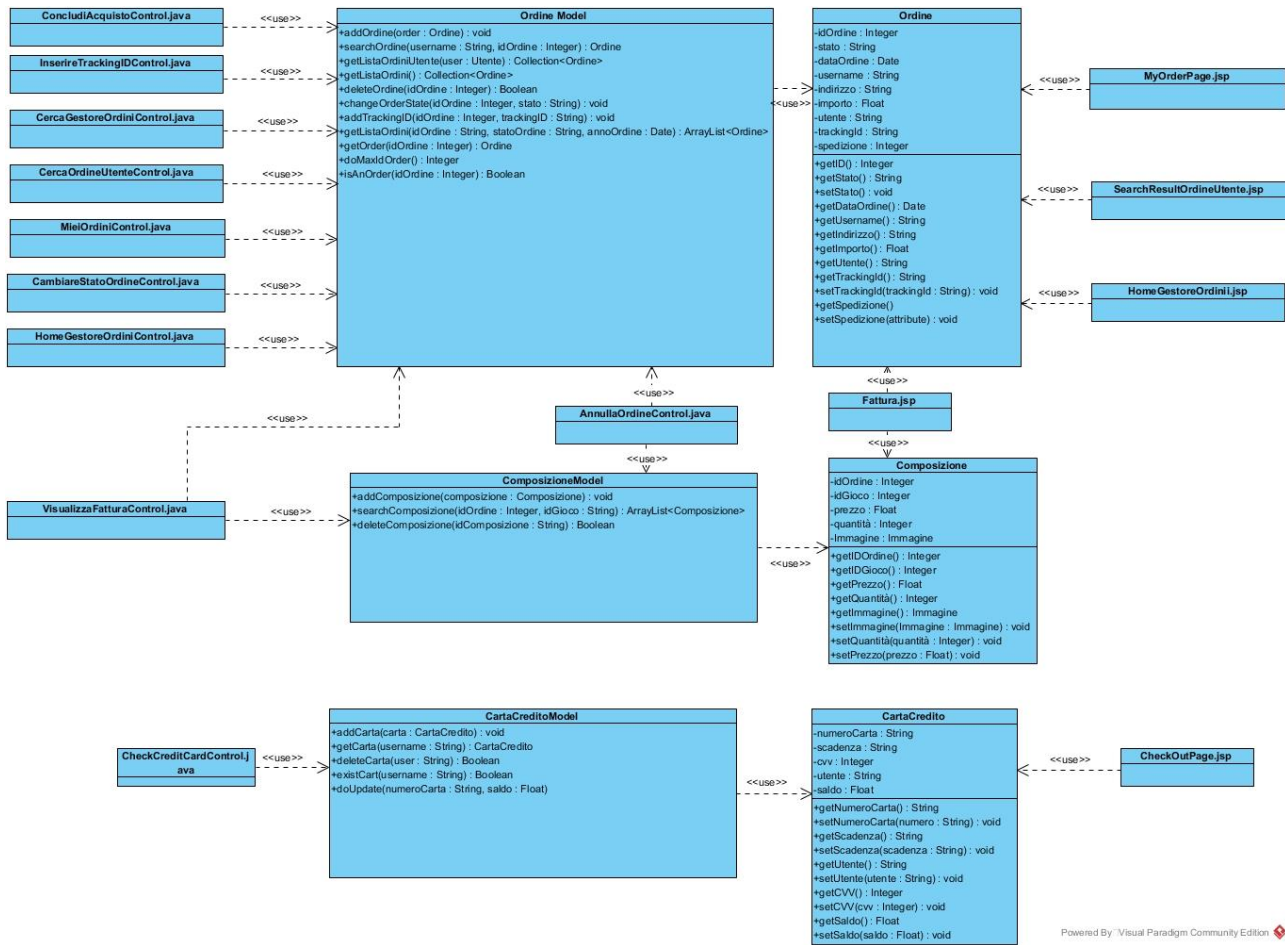 ConcludiAcquistoControl.java
<<use>>
InserireTrackingIDControl.java
<<use>>
CercaGestoreOrdiniControl.java
<<use>>
CercaOrdineUtenteControl.java
<<use>>
MieiOrdiniControl.java
<<use>>
CambiareStatoOrdineControl.java
<<use>>
HomeGestoreOrdiniControl.java
<<use>>
Ordine Model
+addOrdine(order : Ordine) : void
+searchOrdine(username : String, idOrdine : Integer) : Ordine
+getListaOrdiniUtente(user : Utente) : Collection<Ordine>
+getListaOrdini() : Collection<Ordine>
+deleteOrdine(idOrdine : Integer) : Boolean
+changeOrderState(idOrdine : Integer, stato : String) : void
+addTrackingID(idOrdine : Integer, trackingID : String) : void
+getListaOrdini(idOrdine : String, statoOrdine : String, annoOrdine : Date) : ArrayList<Ordine>
+getOrder(idOrdine : Integer) : Ordine
+doMaxIdOrder() : Integer
+isAnOrder(idOrdine : Integer) : Boolean
<<use>>
Ordine
-idOrdine : Integer
-stato : String
-dataOrdine : Date
-username : String
-indirizzo : String
-importo : Float
-utente : String
-trackingId : String
-spedizione : Integer
+getID() : Integer
+getStato() : String
+setStato() : void
+getDataOrdine() : Date
+getUsername() : String
+getIndirizzo() : String
+getImporto() : Float
+getUtente() : String
+getTrackingId() : String
+setTrackingId(trackingId : String) : void
+getSpedizione()
+setSpedizione(attribute) : void
<<use>>
MyOrderPage.jsp
<<use>>
SearchResultOrdineUtente.jsp
<<use>>
HomeGestoreOrdinii.jsp
<<use>>
<<use>>
AnnullaOrdineControl.java
<<use>>
<<use>>
Fattura.jsp
<<use>>
VisualizzaFatturaControl.java
<<use>>
ComposizioneModel
+addComposizione(composizione : Composizione) : void
+searchComposizione(idOrdine : Integer, idGioco : String) : ArrayList<Composizione>
+deleteComposizione(idComposizione : String) : Boolean
<<use>>
Composizione
-idOrdine : Integer
-idGioco : Integer
-prezzo : Float
-quantità : Integer
-Immagine : Immagine
+getIDOrdine() : Integer
+getIDGioco() : Integer
+getPrezzo() : Float
+getQuantità() : Integer
+getImmagine() : Immagine
+setImmagine(Immagine : Immagine) : void
+setQuantità(quantità : Integer) : void
+setPrezzo(prezzo : Float) : void
CheckCreditCardControl.j
ava
<<use>>
CartaCreditoModel
+addCarta(carta : CartaCredito) : void
+getCarta(username : String) : CartaCredito
+deleteCarta(user : String) : Boolean
+existCart(username : String) : Boolean
+doUpdate(numeroCarta : String, saldo : Float)
<<use>>
CartaCredito
-numeroCarta : String
-scadenza : String
-cvv : Integer
-utente : String
-saldo : Float
+getNumeroCarta() : String
+setNumeroCarta(numero : String) : void
+getScadenza() : String
+setScadenza(scadenza : String) : void
+getUtente() : String
+setUtente(utente : String) : void
+getCVV() : Integer
+setCVV(cvv : Integer) : void
+getSaldo() : Float
+setSaldo(saldo : Float) : void
<<use>>
CheckOutPage.jsp
Powered By Visual Paradigm Community Edition